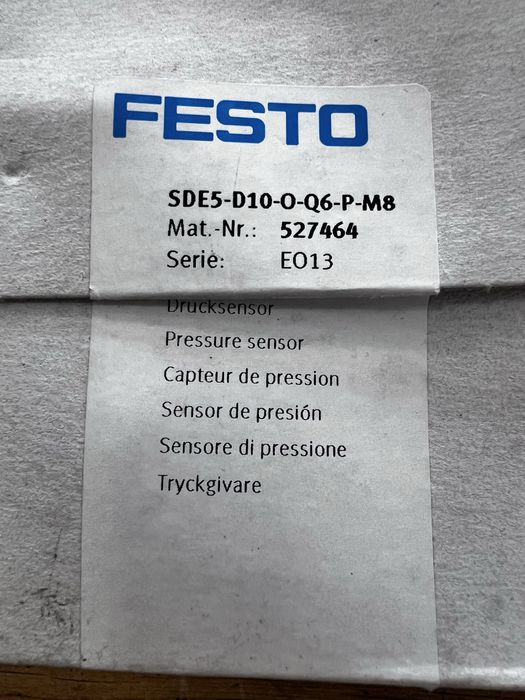 FESTO
SDE5-D10-O-Q6-P-M8
Mat.-Nr.: 527464
Serie: EO13
Drucksensor
Pressure sensor
Capteur de pression
Sensor de presión
Sensore di pressione
Tryckgivare